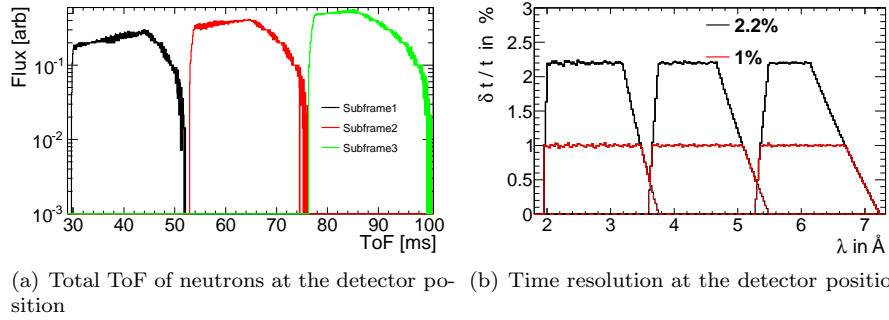 Flux [arb]
10⁻¹
10⁻²
10⁻³
Subframe1
Subframe2
Subframe3
30 40 50 60 70 80 90 100
ToF [ms]
δ t / t in %
3
2.5
2
1.5
1
0.5
0
2.2%
1%
2 3 4 5 6 7
λ in Å
(a) Total ToF of neutrons at the detector po-
sition
(b) Time resolution at the detector positio